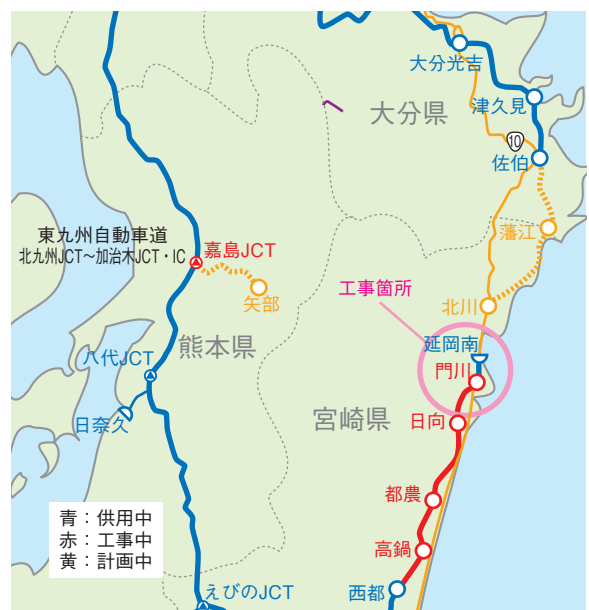 大分光吉
大分県
津久見
10
佐伯
東九州自動車道
北九州JCT～加治木JCT・IC
嘉島JCT
蒲江
矢部
工事箇所
北川
熊本県
延岡南
八代JCT
門川
日奈久
宮崎県
日向
都農
青：供用中
赤：工事中
黄：計画中
高鍋
えびのJCT
西都